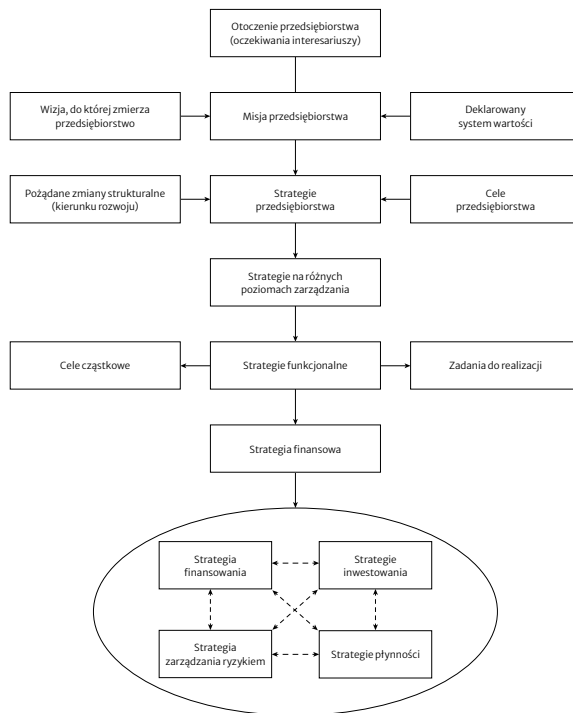 Otoczenie przedsiębiorstwa
(oczekiwania interesariuszy)
Wizja, do której zmierza
przedsiębiorstwo
Misja przedsiębiorstwa
Deklarowany
system wartości
Pożądane zmiany strukturalne
(kierunku rozwoju)
Strategie
przedsiębiorstwa
Cele
przedsiębiorstwa
Strategie na różnych
poziomach zarządzania
Cele cząstkowe
Strategie funkcjonalne
Zadania do realizacji
Strategia finansowa
Strategia
finansowania
Strategie
inwestowania
Strategia
zarządzania ryzykiem
Strategie płynności